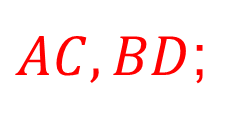 AC, BD;